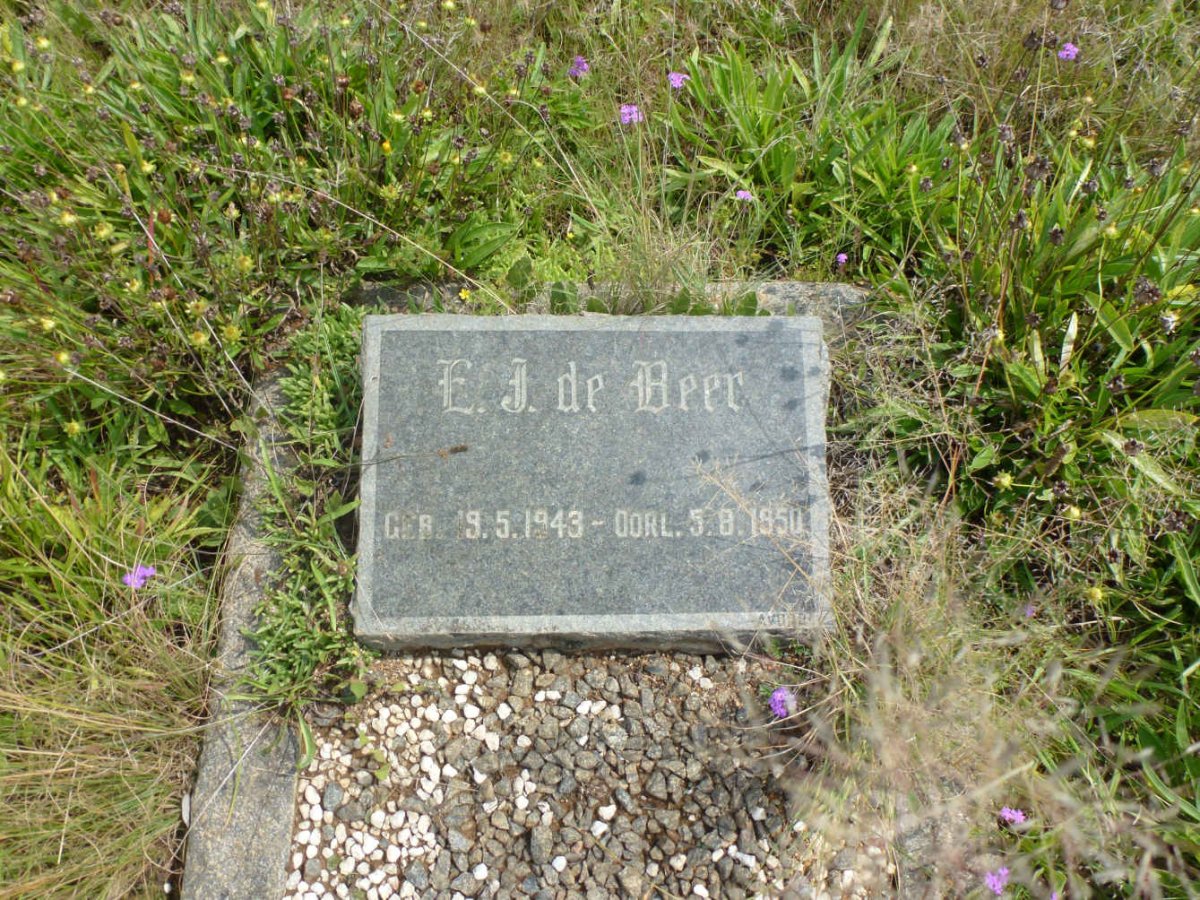 E. J. de Beer
GEB. 19.5.1943 - OORL. 5.8.1950